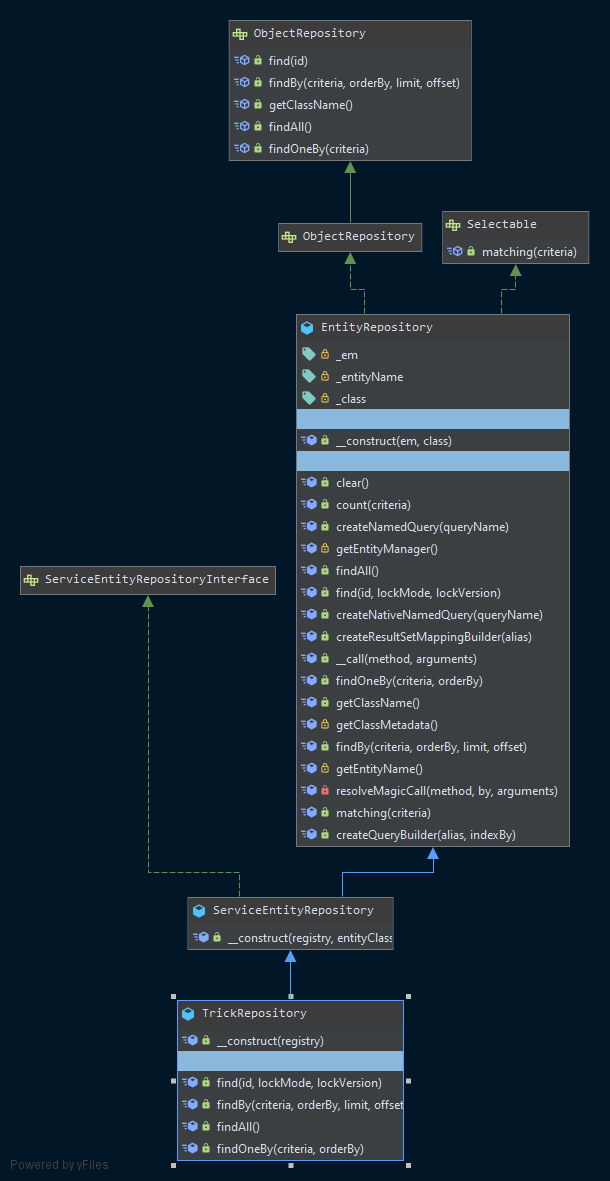 ObjectRepository
find(id)
findBy(criteria, orderBy, limit, offset)
getClassName()
findAll()
findOneBy(criteria)
ObjectRepository
Selectable
matching(criteria)
EntityRepository
_em
_entityName
_class
__construct(em, class)
clear()
count(criteria)
createNamedQuery(queryName)
getEntityManager()
findAll()
find(id, lockMode, lockVersion)
createNativeNamedQuery(queryName)
createResultSetMappingBuilder(alias)
__call(method, arguments)
findOneBy(criteria, orderBy)
getClassName()
getClassMetadata()
findBy(criteria, orderBy, limit, offset)
getEntityName()
resolveMagicCall(method, by, arguments)
matching(criteria)
createQueryBuilder(alias, indexBy)
ServiceEntityRepositoryInterface
ServiceEntityRepository
__construct(registry, entityClass
TrickRepository
__construct(registry)
find(id, lockMode, lockVersion)
findBy(criteria, orderBy, limit, offset
findAll()
findOneBy(criteria, orderBy)
Powered by yFiles